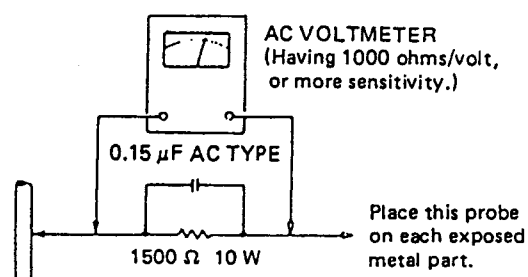 AC VOLTMETER
(Having 1000 ohms/volt,
or more sensitivity.)
0.15 μF AC TYPE
1500 Ω 10 W
Place this probe
on each exposed
metal part.